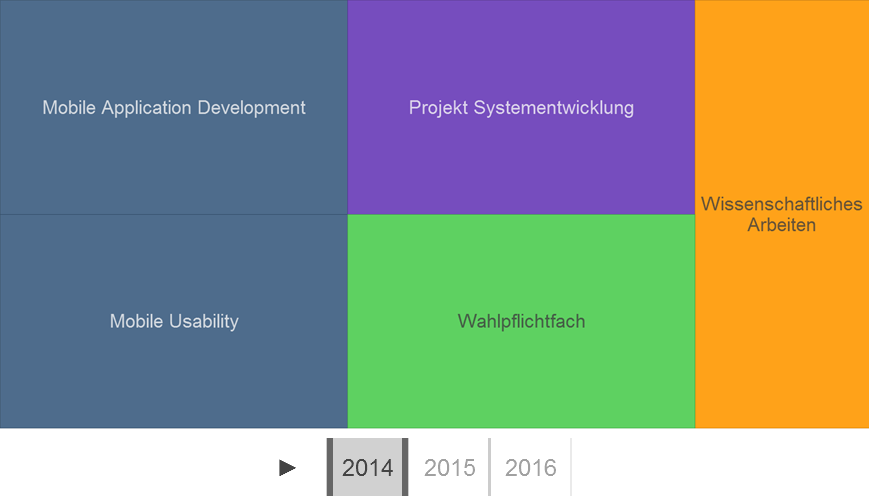 Mobile Application Development
Projekt Systementwicklung
Wissenschaftliches
Arbeiten
Mobile Usability
Wahlpflichtfach
2014 2015 2016